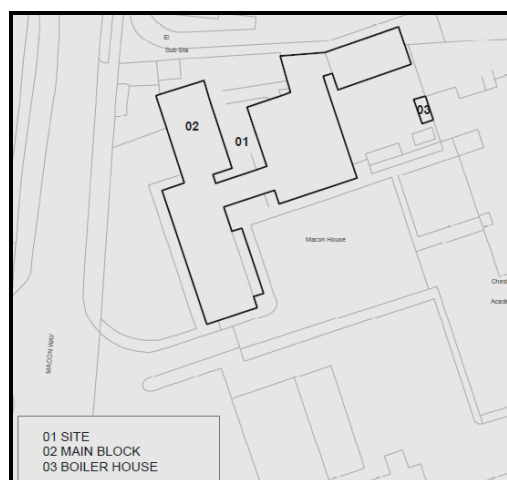 El
Sub Sta
02
01
03
Macon House
Ches
Acade
MACON WAY
01 SITE
02 MAIN BLOCK
03 BOILER HOUSE